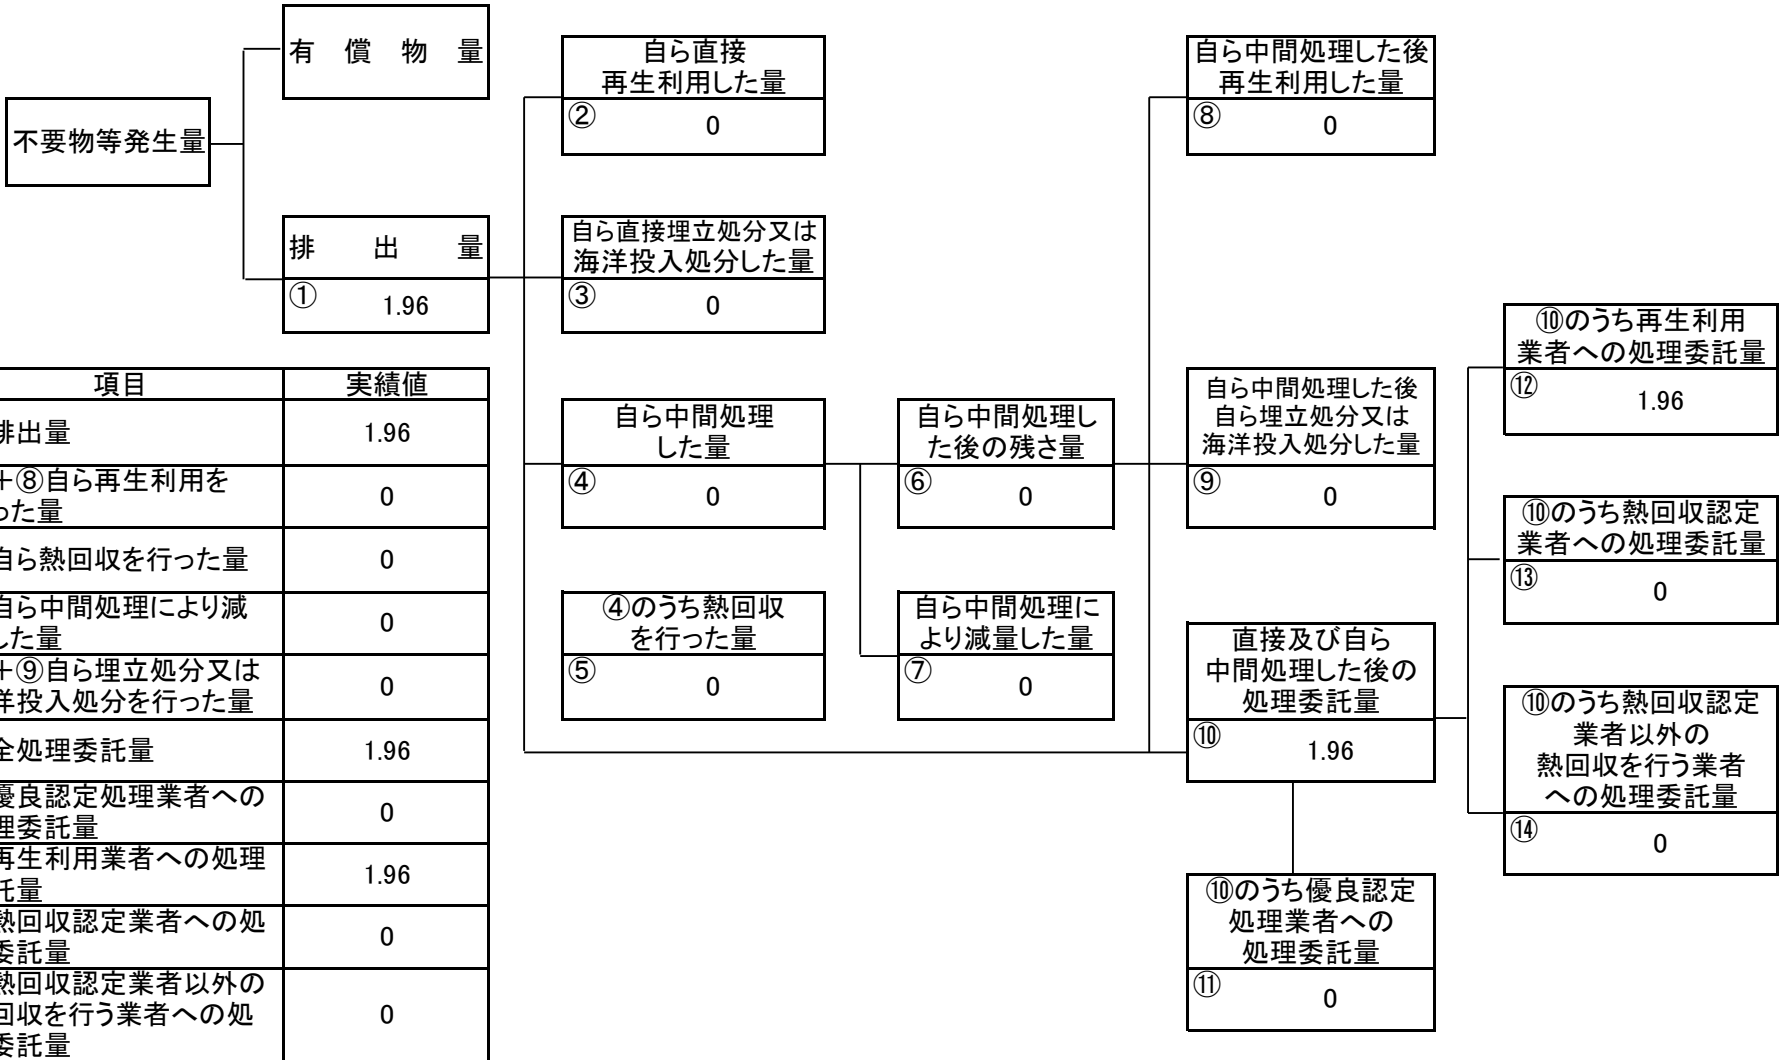 有償物量
不要物等発生量
排出量
① 1.96
自ら直接
再生利用した量
② 0
自ら直接埋立処分又は
海洋投入処分した量
③ 0
自ら中間処理
した量
④ 0
④のうち熱回収
を行った量
⑤ 0
自ら中間処理し
た後の残さ量
⑥ 0
自ら中間処理に
より減量した量
⑦ 0
自ら中間処理した後
再生利用した量
⑧ 0
自ら中間処理した後
自ら埋立処分又は
海洋投入処分した量
⑨ 0
直接及び自ら
中間処理した後の
処理委託量
⑩ 1.96
⑩のうち優良認定
処理業者への
処理委託量
⑪ 0
⑩のうち再生利用
業者への処理委託量
⑫ 1.96
⑩のうち熱回収認定
業者への処理委託量
⑬ 0
⑩のうち熱回収認定
業者以外の
熱回収を行う業者
への処理委託量
⑭ 0
項目 実績値
排出量 1.96
+⑧自ら再生利用を
った量 0
自ら熱回収を行った量 0
自ら中間処理により減
した量 0
+⑨自ら埋立処分又は
洋投入処分を行った量 0
全処理委託量 1.96
優良認定処理業者への
理委託量 0
再生利用業者への処理
託量 1.96
熱回収認定業者への処
委託量 0
熱回収認定業者以外の
回収を行う業者への処
委託量 0